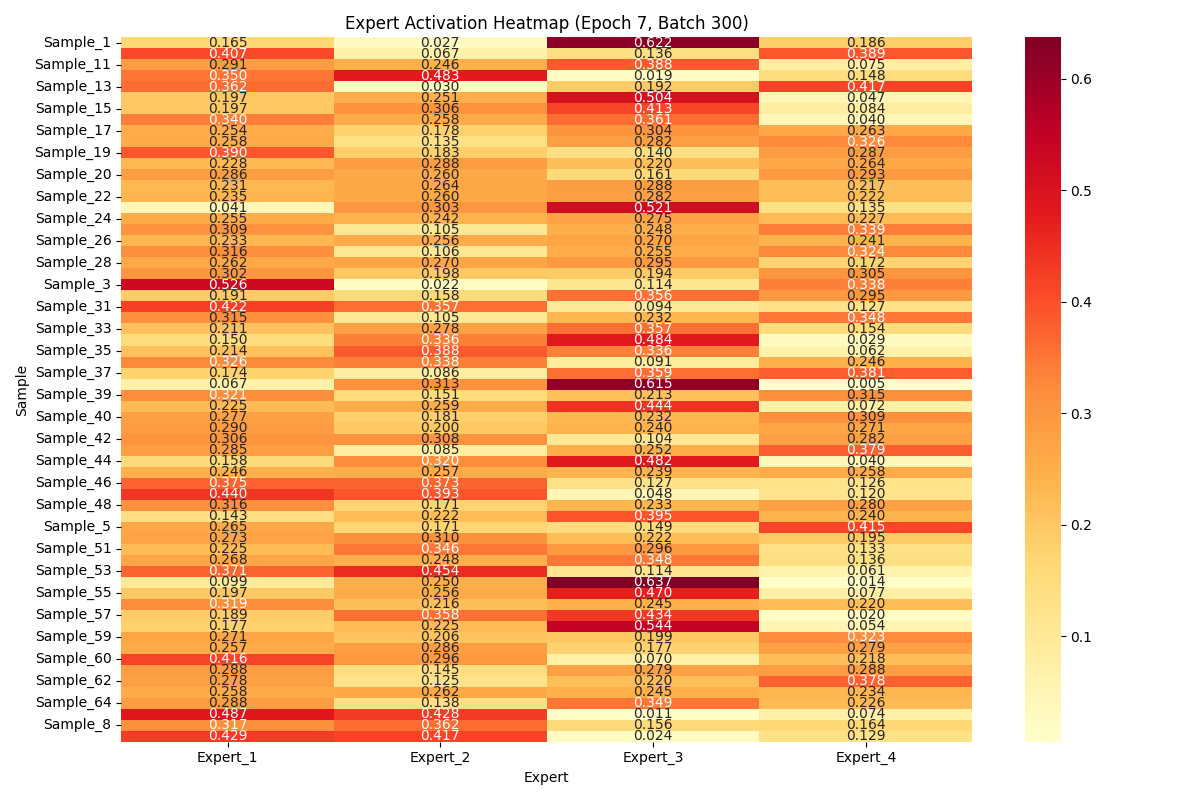 Expert Activation Heatmap (Epoch 7, Batch 300)
Sample_1 0.165 0.027 0.622 0.186
0.407 0.067 0.136 0.389
Sample_11 0.291 0.246 0.388 0.075
0.350 0.483 0.019 0.148
Sample_13 0.362 0.030 0.192 0.417
0.197 0.251 0.504 0.047
Sample_15 0.197 0.306 0.413 0.084
0.340 0.258 0.361 0.040
Sample_17 0.254 0.178 0.304 0.263
0.258 0.135 0.282 0.326
Sample_19 0.390 0.183 0.140 0.287
0.228 0.288 0.220 0.264
Sample_20 0.286 0.260 0.161 0.293
0.231 0.264 0.288 0.217
Sample_22 0.235 0.260 0.282 0.222
0.041 0.303 0.521 0.135
Sample_24 0.255 0.242 0.275 0.227
0.309 0.105 0.248 0.339
Sample_26 0.233 0.256 0.270 0.241
0.316 0.106 0.255 0.324
Sample_28 0.262 0.270 0.295 0.172
0.302 0.198 0.194 0.305
Sample_3 0.526 0.022 0.114 0.338
0.191 0.158 0.356 0.295
Sample_31 0.422 0.357 0.094 0.127
0.315 0.105 0.232 0.348
Sample_33 0.211 0.278 0.357 0.154
0.150 0.336 0.484 0.029
Sample_35 0.214 0.388 0.336 0.062
0.326 0.338 0.091 0.246
Sample_37 0.174 0.086 0.359 0.381
0.067 0.313 0.615 0.005
Sample_39 0.321 0.151 0.213 0.315
0.225 0.259 0.444 0.072
Sample_40 0.277 0.181 0.232 0.309
0.290 0.200 0.240 0.271
Sample_42 0.306 0.308 0.104 0.282
0.285 0.085 0.252 0.379
Sample_44 0.158 0.320 0.482 0.040
0.246 0.257 0.239 0.258
Sample_46 0.375 0.373 0.127 0.126
0.440 0.393 0.048 0.120
Sample_48 0.316 0.171 0.233 0.280
0.143 0.222 0.395 0.240
Sample_5 0.265 0.171 0.149 0.415
0.273 0.310 0.222 0.195
Sample_51 0.225 0.346 0.296 0.133
0.268 0.248 0.348 0.136
Sample_53 0.371 0.454 0.114 0.061
0.099 0.250 0.637 0.014
Sample_55 0.197 0.256 0.470 0.077
0.319 0.216 0.245 0.220
Sample_57 0.189 0.358 0.434 0.020
0.177 0.225 0.544 0.054
Sample_59 0.271 0.206 0.199 0.323
0.257 0.286 0.177 0.279
Sample_60 0.416 0.296 0.070 0.218
0.288 0.145 0.279 0.288
Sample_62 0.278 0.125 0.220 0.378
0.258 0.262 0.245 0.234
Sample_64 0.288 0.138 0.349 0.226
0.487 0.428 0.011 0.074
Sample_8 0.317 0.362 0.156 0.164
0.429 0.417 0.024 0.129
Expert_1 Expert_2 Expert_3 Expert_4
Expert
Sample
0.6
0.5
0.4
0.3
0.2
0.1